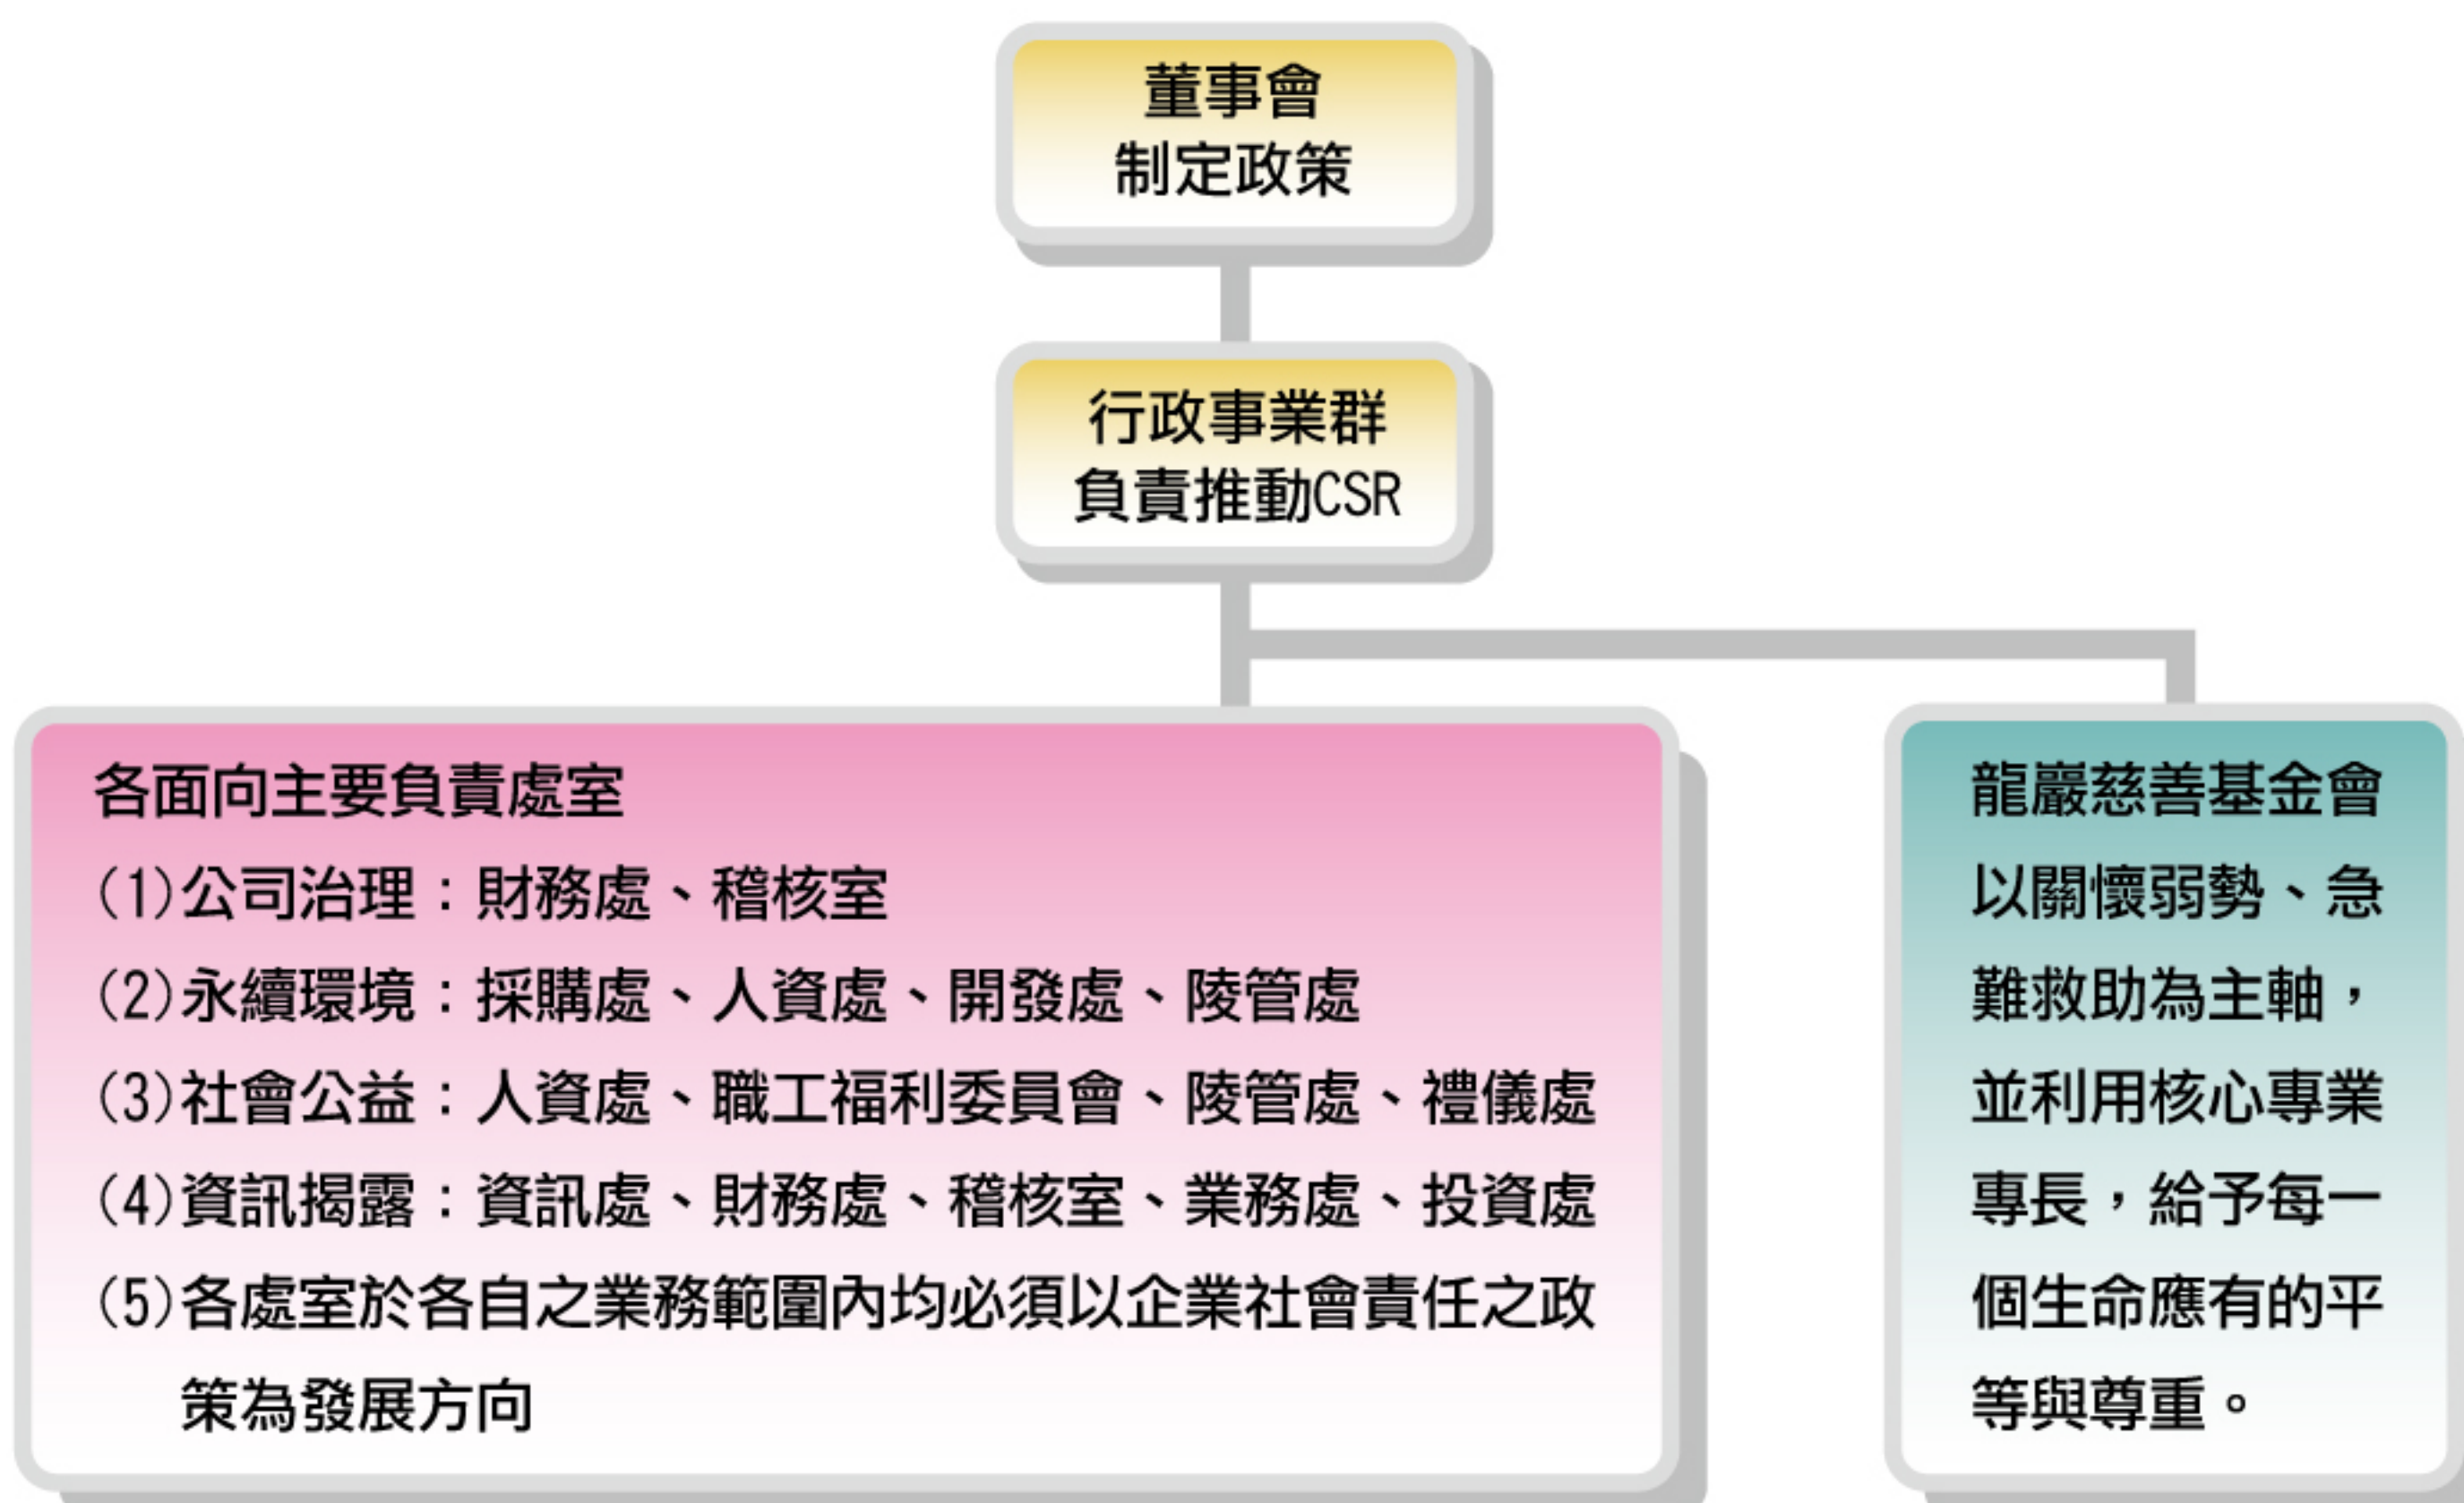 董事會
制定政策
行政事業群
負責推動CSR
各面向主要負責處室
(1)公司治理：財務處、稽核室
(2)永續環境：採購處、人資處、開發處、陵管處
(3)社會公益：人資處、職工福利委員會、陵管處、禮儀處
(4)資訊揭露：資訊處、財務處、稽核室、業務處、投資處
(5)各處室於各自之業務範圍內均必須以企業社會責任之政
策為發展方向
龍巖慈善基金會
以關懷弱勢、急
難救助為主軸，
並利用核心專業
專長，給予每一
個生命應有的平
等與尊重。